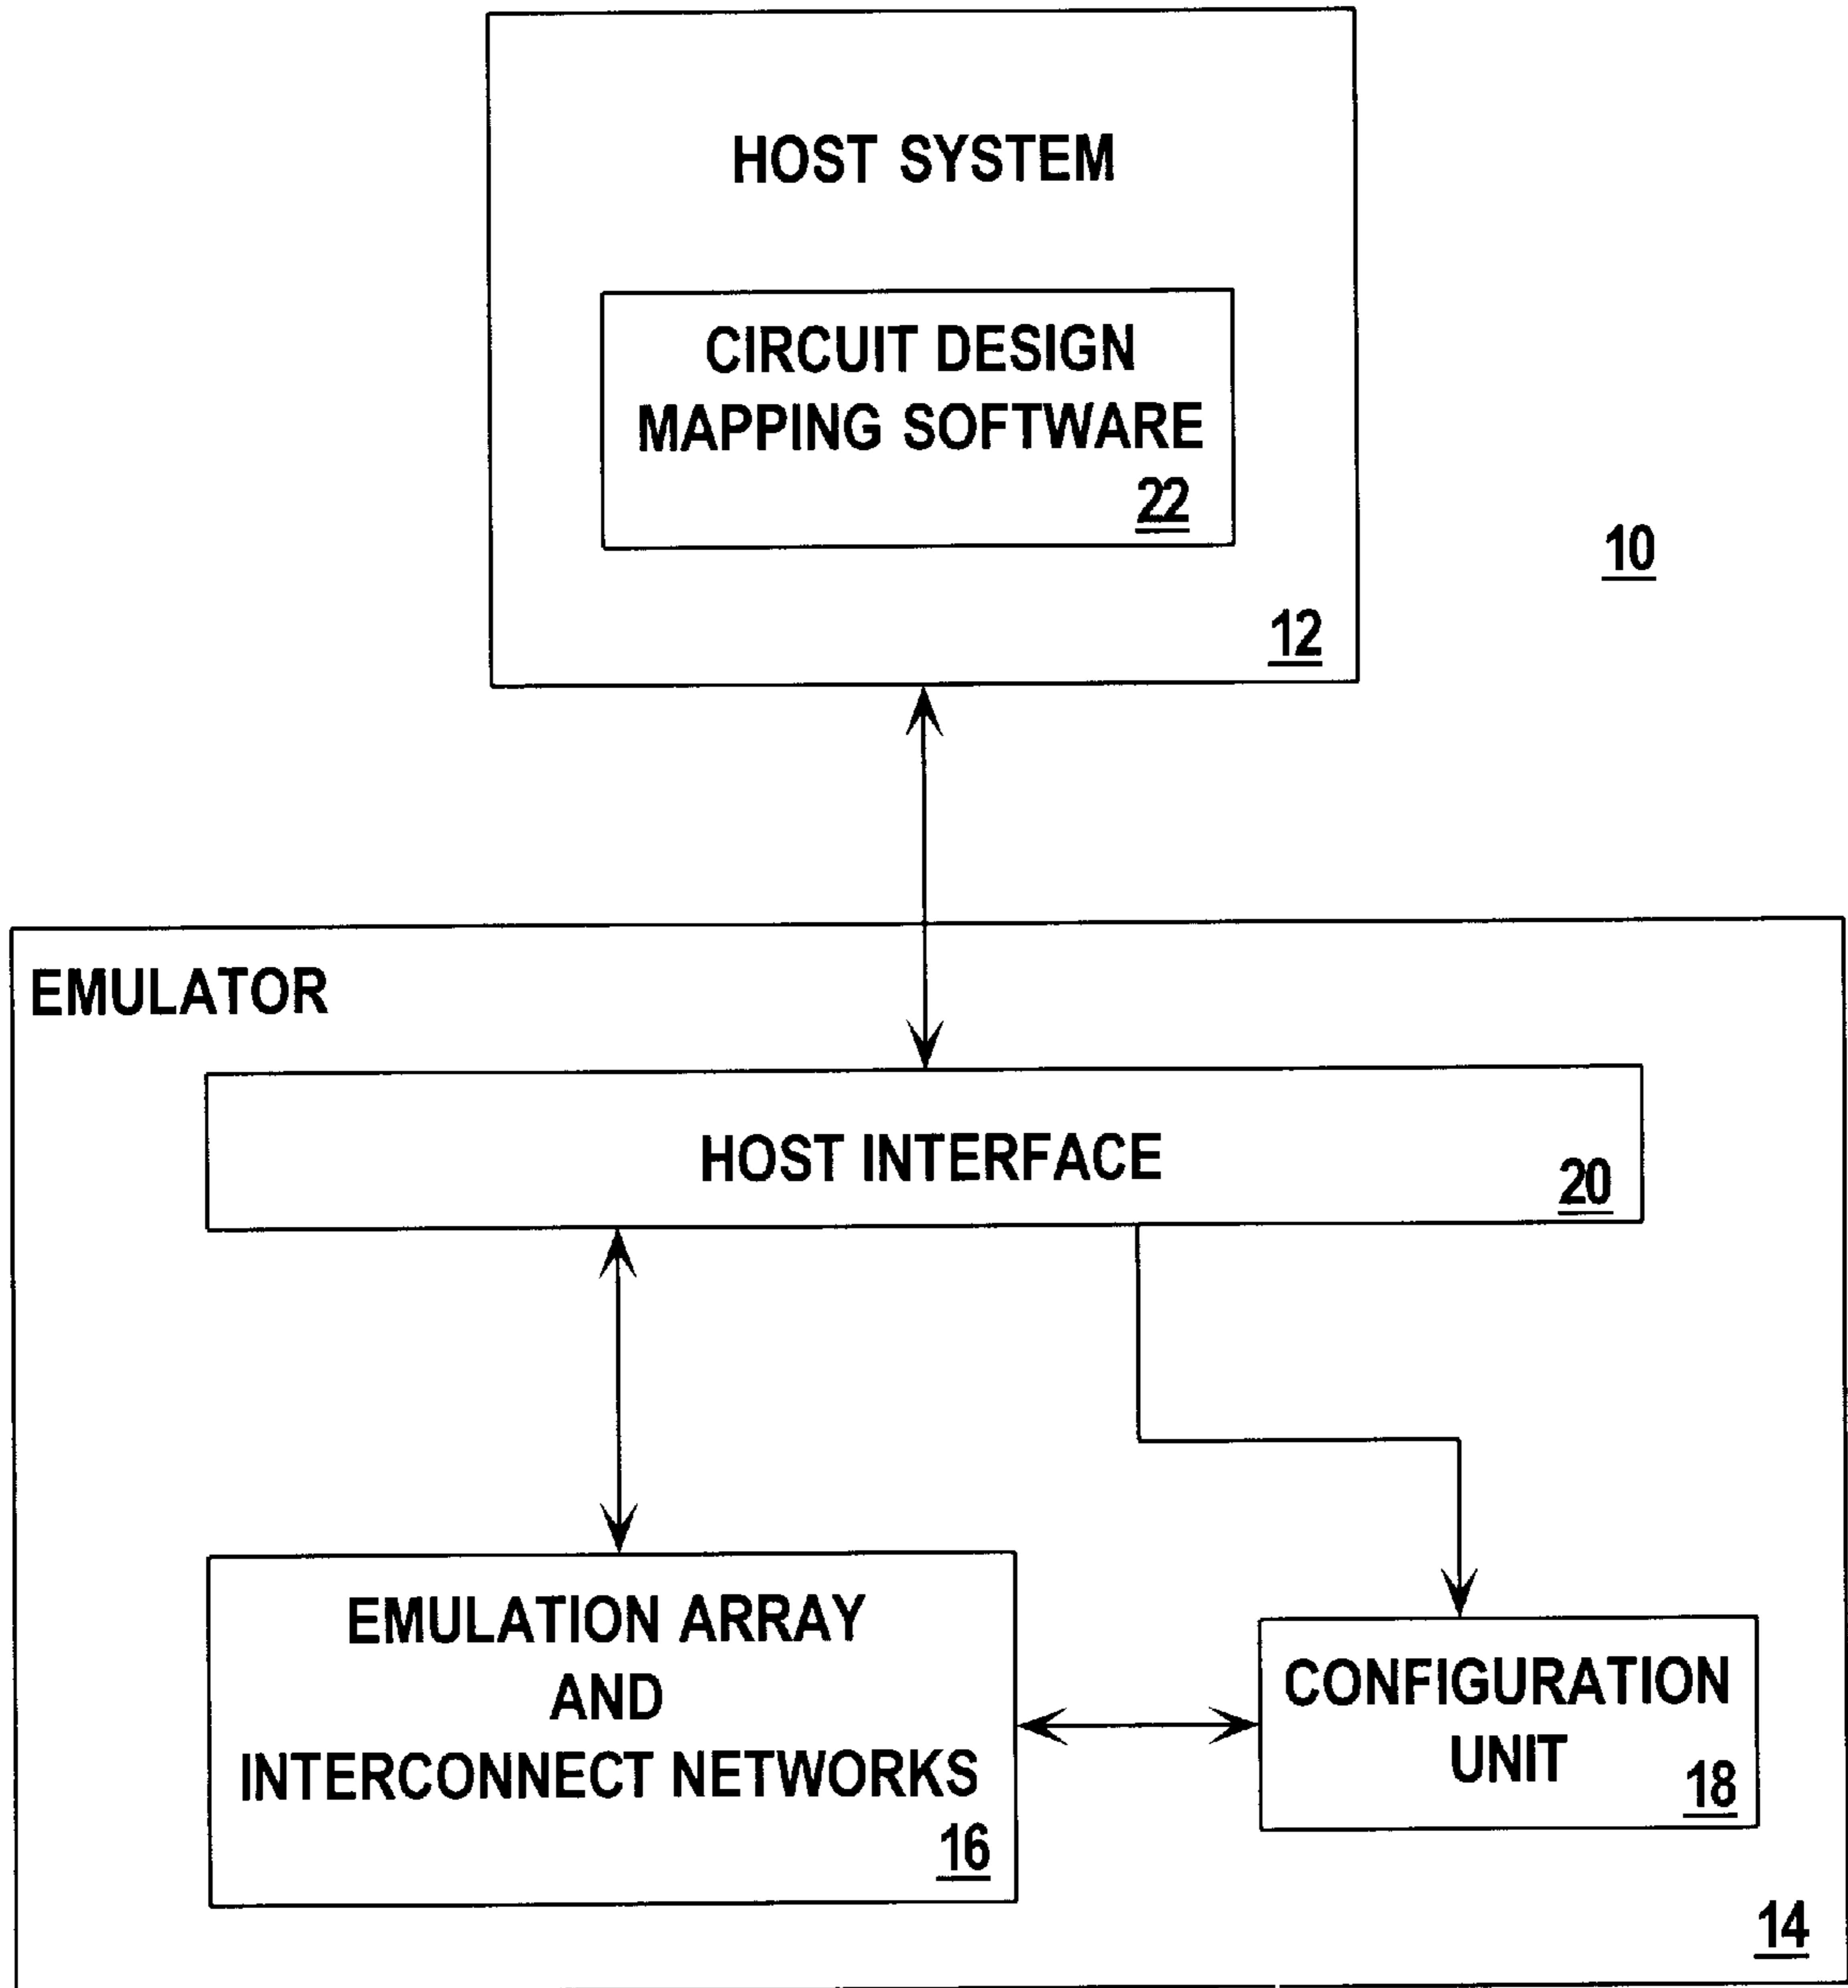 HOST SYSTEM
CIRCUIT DESIGN
MAPPING SOFTWARE
22
10
12
EMULATOR
HOST INTERFACE
20
EMULATION ARRAY
AND
INTERCONNECT NETWORKS
16
CONFIGURATION
UNIT
18
14